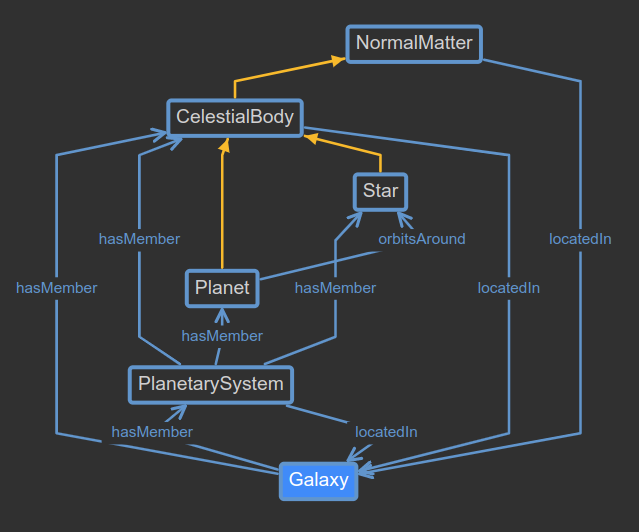 NormalMatter
CelestialBody
Star
hasMember
orbitsAround
locatedIn
hasMember
Planet
hasMember
locatedIn
hasMember
PlanetarySystem
hasMember
locatedIn
Galaxy